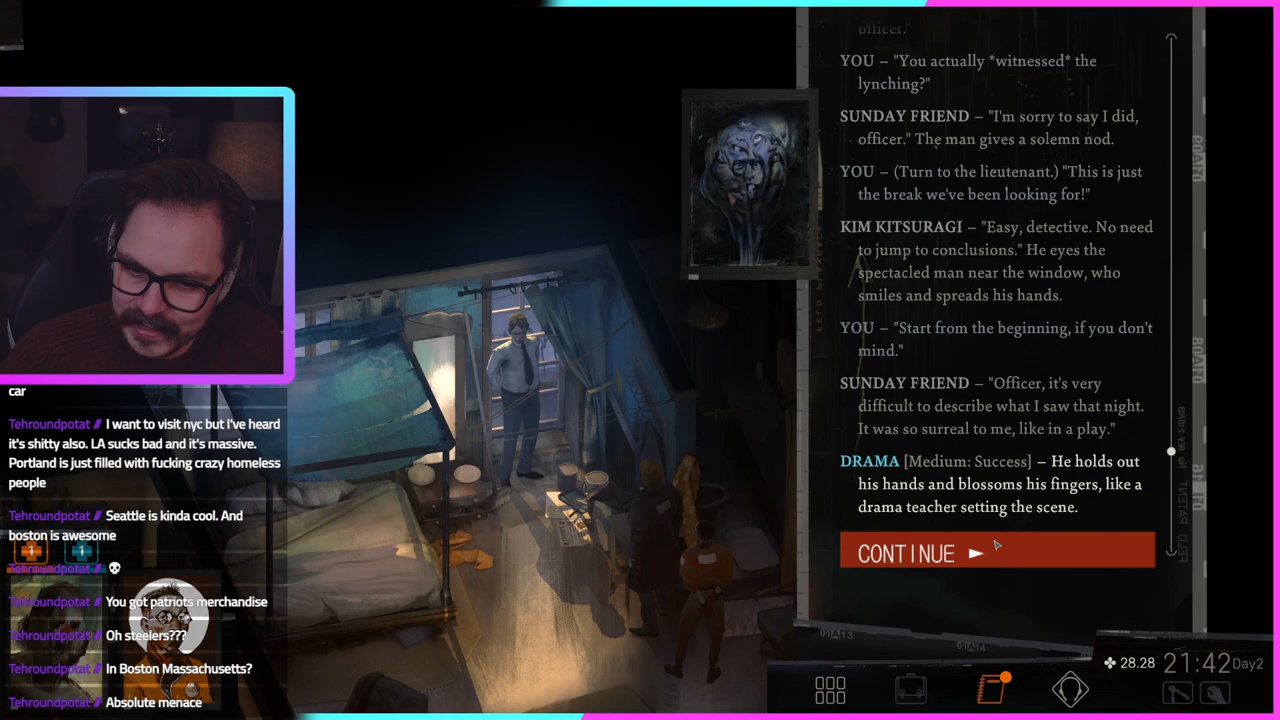 officer."
YOU – "You actually *witnessed* the
lynching?"
SUNDAY FRIEND – "I'm sorry to say I did,
officer." The man gives a solemn nod.
YOU – (Turn to the lieutenant.) "This is just
the break we've been looking for!"
KIM KITSURAGI – "Easy, detective. No need
to jump to conclusions." He eyes the
spectacled man near the window, who
smiles and spreads his hands.
YOU – "Start from the beginning, if you don't
mind."
SUNDAY FRIEND – "Officer, it's very
difficult to describe what I saw that night.
It was so surreal to me, like in a play."
DRAMA [Medium: Success] – He holds out
his hands and blossoms his fingers, like a
drama teacher setting the scene.
CONTINUE
car
Tehroundpotat // I want to visit nyc but I've heard
it's shitty also. LA sucks bad and it's massive.
Portland is just filled with fucking crazy homeless
people
Tehroundpotat // Seattle is kinda cool. And
boston is awesome
Tehroundpotat // 💀
Tehroundpotat // You got patriots merchandise
Tehroundpotat // Oh steelers???
Tehroundpotat // In Boston Massachusetts?
Tehroundpotat // Absolute menace
01A13
01A14
28.28
21:42 Day2